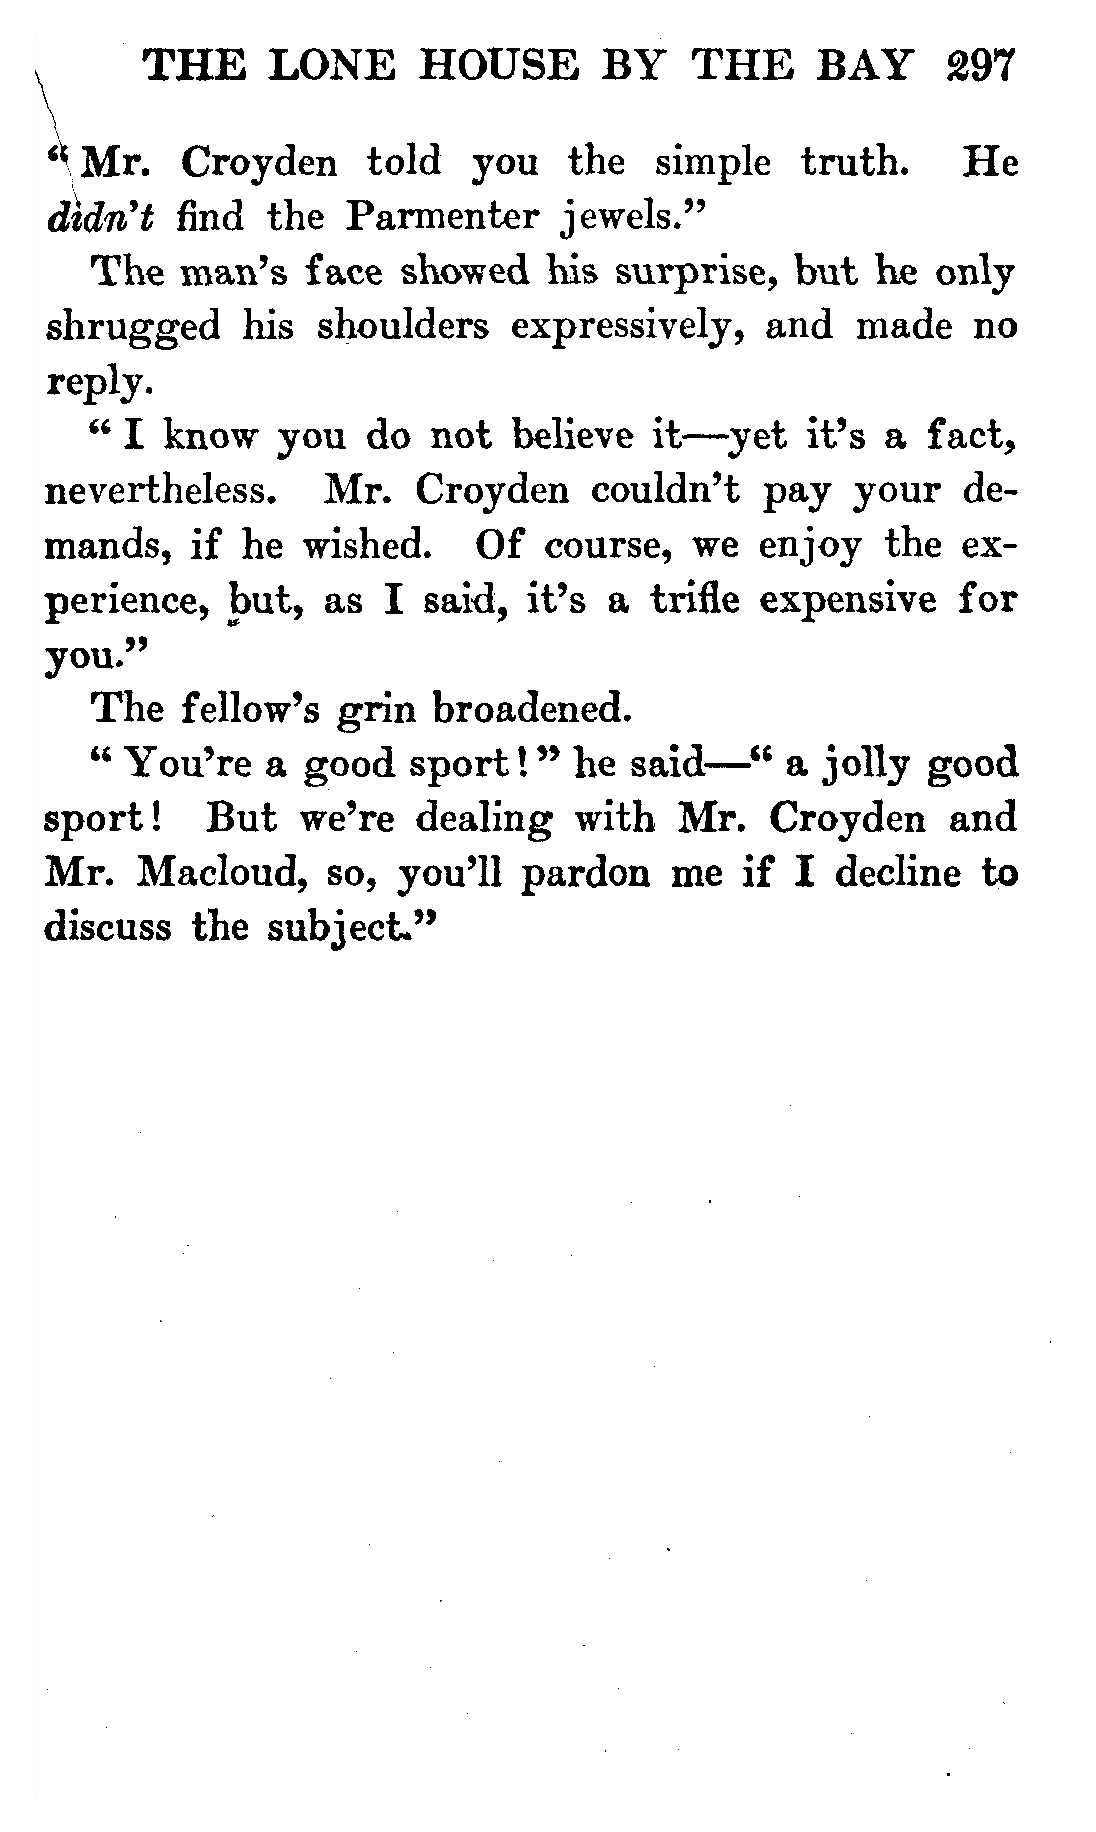 THE LONE HOUSE BY THE BAY 297
"Mr. Croyden told you the simple truth. He
didn't find the Parmenter jewels."
The man's face showed his surprise, but he only
shrugged his shoulders expressively, and made no
reply.
"I know you do not believe it—yet it's a fact,
nevertheless. Mr. Croyden couldn't pay your de-
mands, if he wished. Of course, we enjoy the ex-
perience, but, as I said, it's a trifle expensive for
you."
The fellow's grin broadened.
"You're a good sport!" he said—"a jolly good
sport! But we're dealing with Mr. Croyden and
Mr. Macloud, so, you'll pardon me if I decline to
discuss the subject."